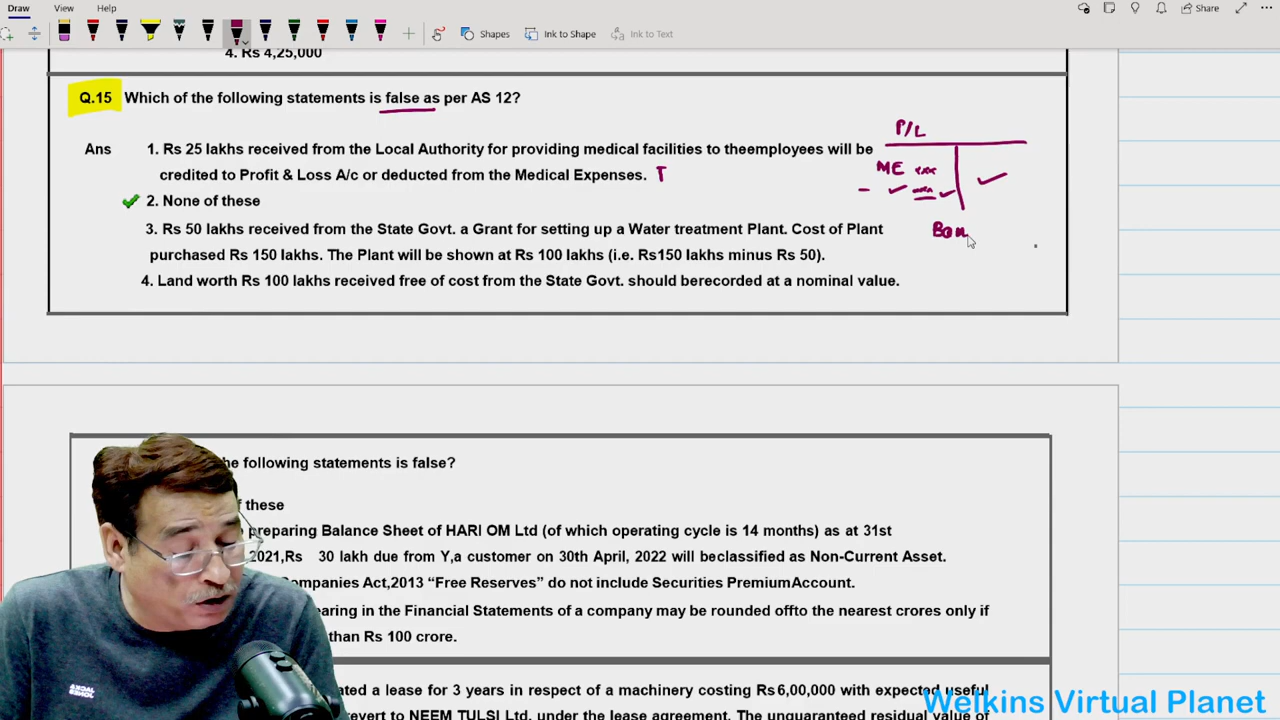 Draw View Help
Share
Shapes Ink to Shape Ink to Text
4. Rs 4,25,000
Q.15 Which of the following statements is false as per AS 12?
P/L
Ans 1. Rs 25 lakhs received from the Local Authority for providing medical facilities to theemployees will be
credited to Profit & Loss A/c or deducted from the Medical Expenses. T
ME
2. None of these
3. Rs 50 lakhs received from the State Govt. a Grant for setting up a Water treatment Plant. Cost of Plant
Ban
purchased Rs 150 lakhs. The Plant will be shown at Rs 100 lakhs (i.e. Rs150 lakhs minus Rs 50).
4. Land worth Rs 100 lakhs received free of cost from the State Govt. should berecorded at a nominal value.
following statements is false?
these
preparing Balance Sheet of HARI OM Ltd (of which operating cycle is 14 months) as at 31st
2021,Rs 30 lakh due from Y,a customer on 30th April, 2022 will beclassified as Non-Current Asset.
Companies Act,2013 “Free Reserves” do not include Securities PremiumAccount.
in the Financial Statements of a company may be rounded offto the nearest crores only if
than Rs 100 crore.
a lease for 3 years in respect of a machinery costing Rs6,00,000 with expected useful
revert to NEEM TULSI Ltd. under the lease agreement. The unguaranteed residual value of
Welkins Virtual Planet